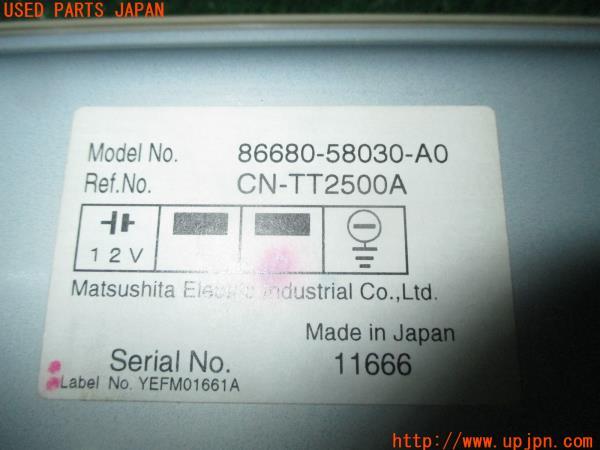 USED PARTS JAPAN
Model No. 86680-58030-A0
Ref.No. CN-TT2500A
12V
Matsushita Electric Industrial Co.,Ltd.
Made in Japan
Serial No. 11666
Label No. YEFM01661A
http://www.upjpn.com/